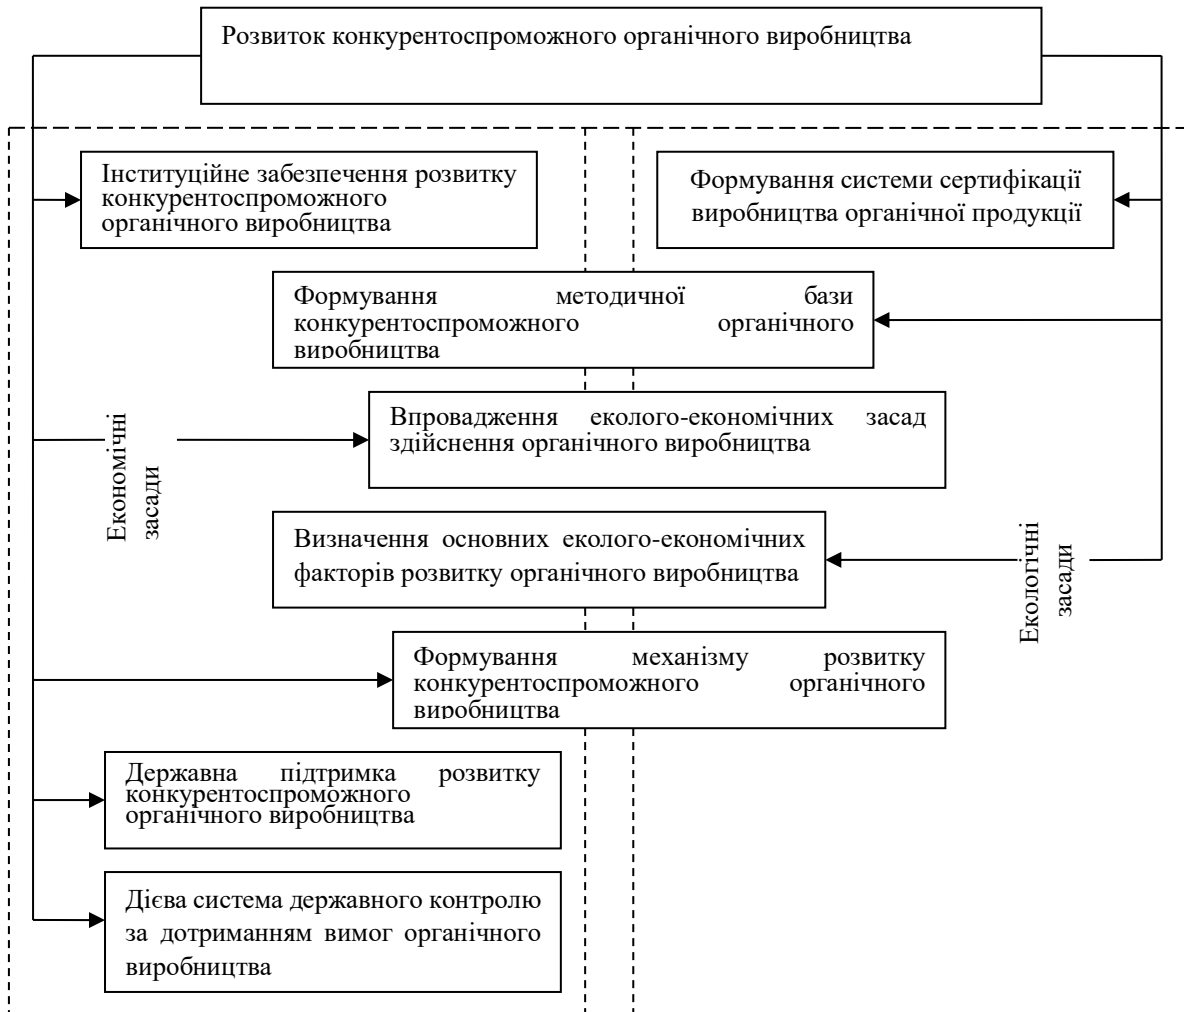 Розвиток конкурентоспроможного органічного виробництва
Інституційне забезпечення розвитку
конкурентоспроможного
органічного виробництва
Формування системи сертифікації
виробництва органічної продукції
Формування методичної бази
конкурентоспроможного органічного
виробництва
Впровадження еколого-економічних засад
здійснення органічного виробництва
Економічні
засади
Визначення основних еколого-економічних
факторів розвитку органічного виробництва
Екологічні
засади
Формування механізму розвитку
конкурентоспроможного органічного
виробництва
Державна підтримка розвитку
конкурентоспроможного
органічного виробництва
Дієва система державного контролю
за дотриманням вимог органічного
виробництва